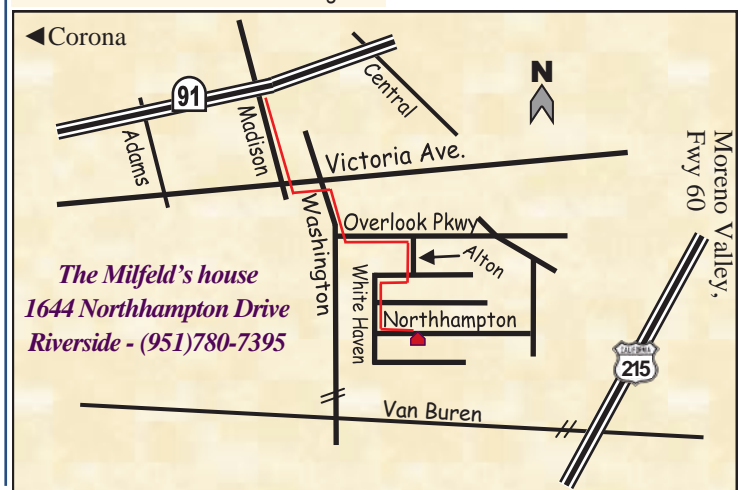 ◄Corona
N
91
Central
Madison
Adams
Victoria Ave.
Moreno Valley,
Fwy 60
Washington
Overlook Pkwy
Alton
The Milfeld's house
1644 Northhampton Drive
Riverside - (951)780-7395
White Haven
Northhampton
CALIFORNIA
215
Van Buren